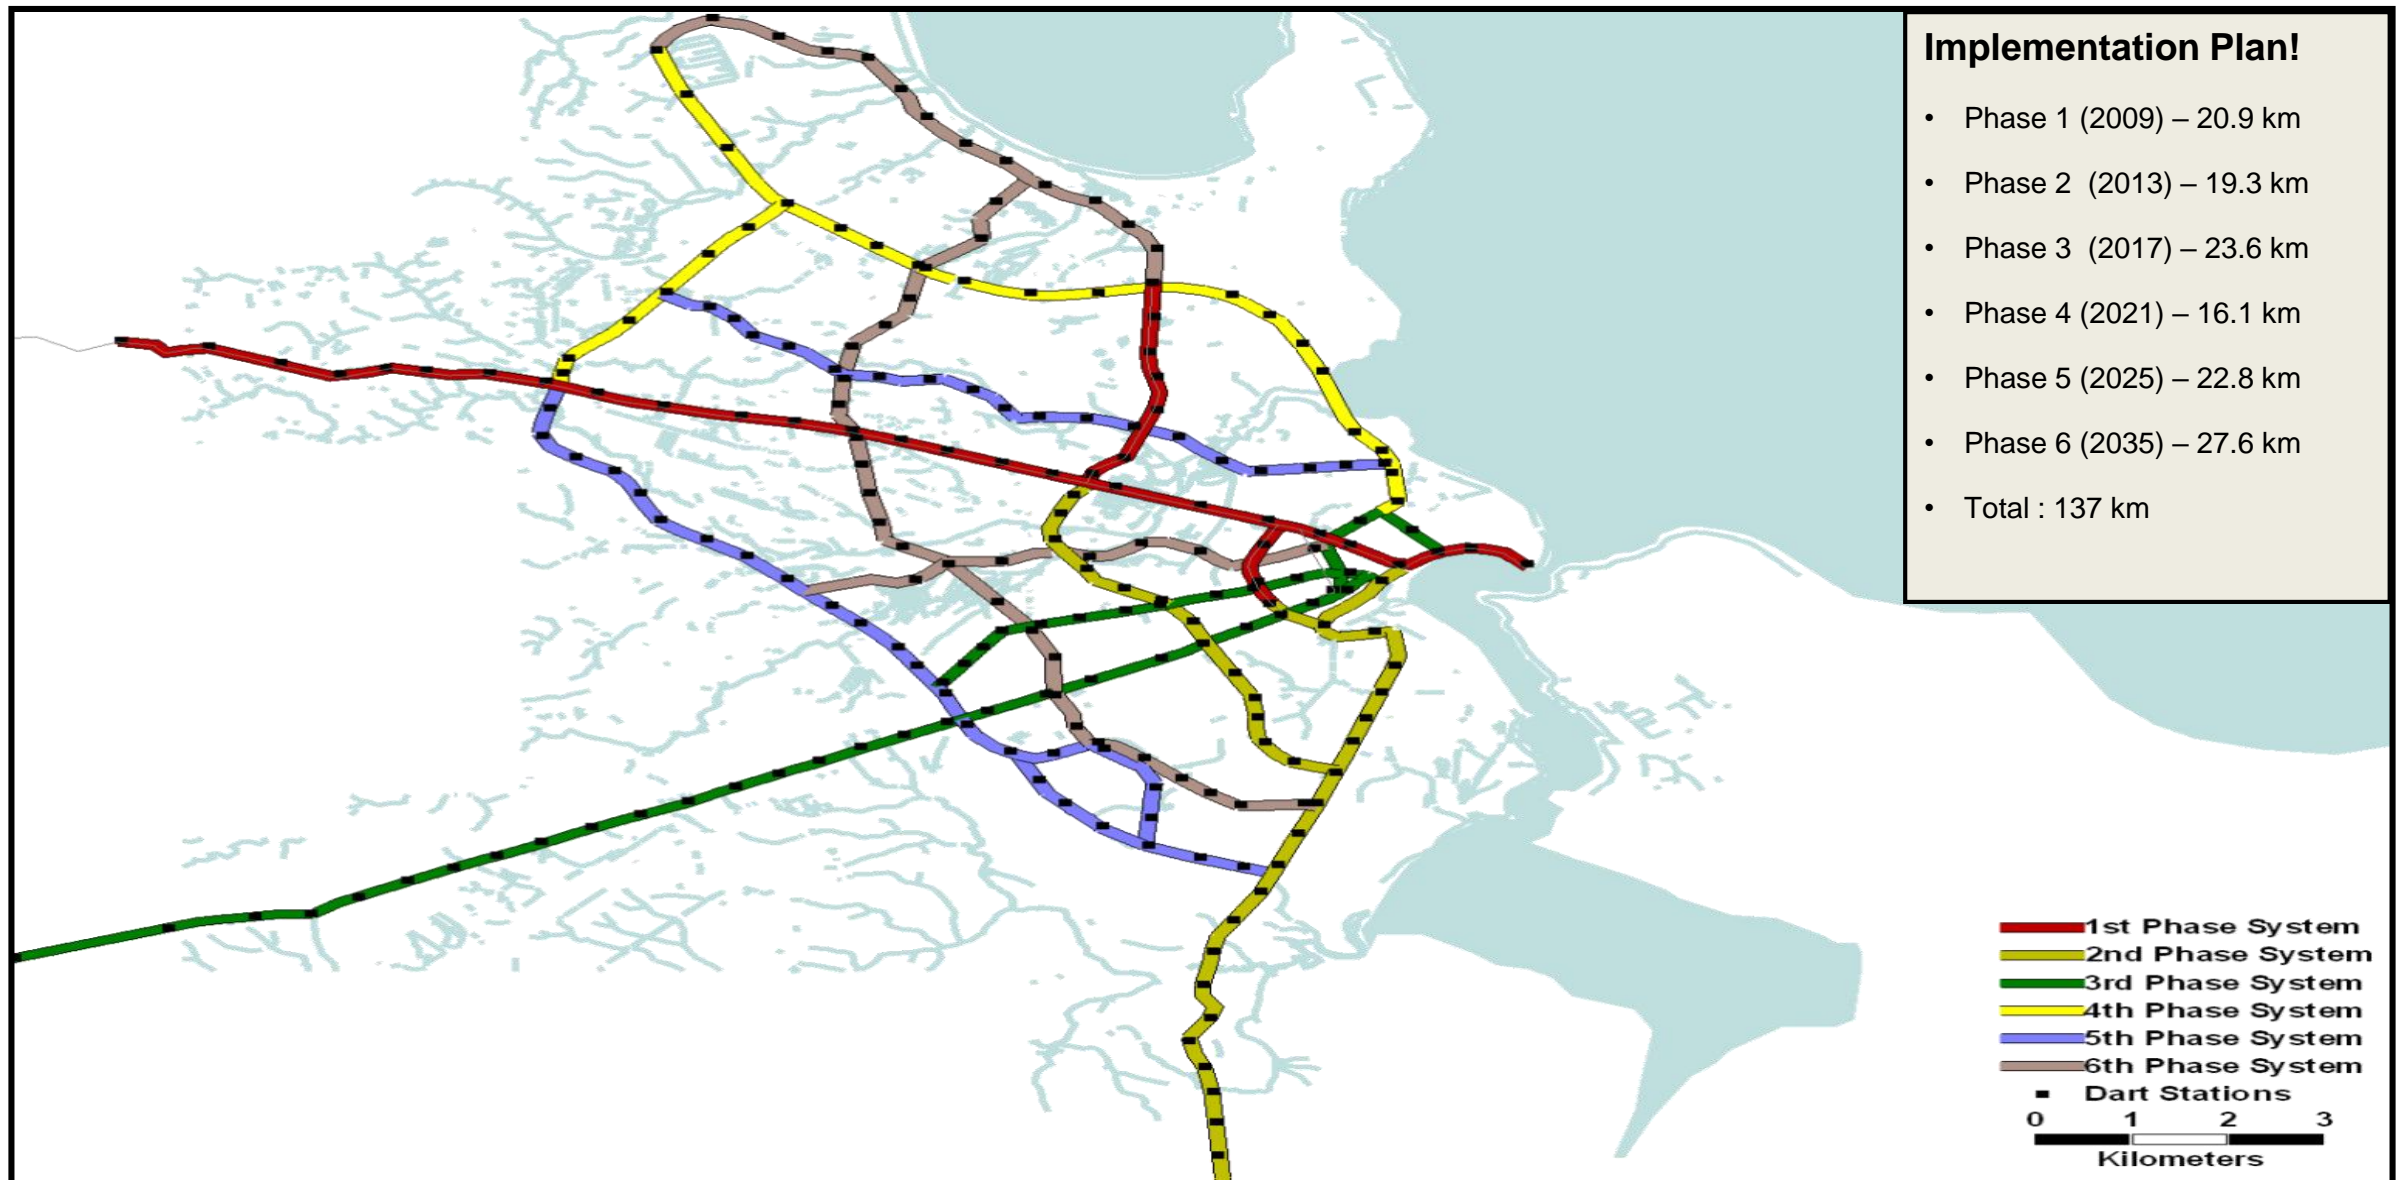 Implementation Plan!
• Phase 1 (2009) – 20.9 km
• Phase 2 (2013) – 19.3 km
• Phase 3 (2017) – 23.6 km
• Phase 4 (2021) – 16.1 km
• Phase 5 (2025) – 22.8 km
• Phase 6 (2035) – 27.6 km
• Total : 137 km
1st Phase System
2nd Phase System
3rd Phase System
4th Phase System
5th Phase System
6th Phase System
Dart Stations
0 1 2 3
Kilometers